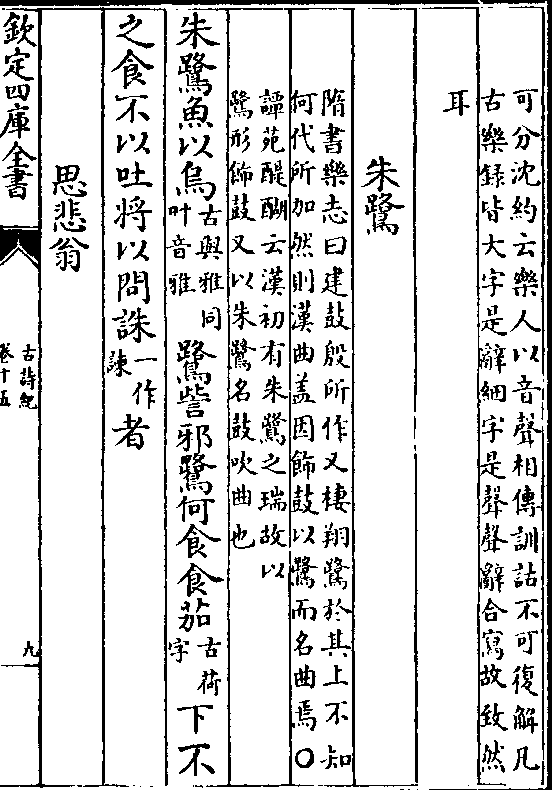 可分沈約云樂人以音聲相傳訓詁不可復解凡
古樂錄皆大字是辭細字是聲聲辭合寫故致然
耳
朱鷺
隋書樂志曰建鼓殷所作又棲翔鷺於其上不知
何代所加然則漢曲盖因飾鼓以鷺而名曲焉〇
譚苑醍醐云漢初有朱鷺之瑞故以
鷺形飾鼓又以朱鷺名鼓吹曲也
朱鷺魚以烏古與雅同叶音雅鷺訾邪鷺何食食茄古荷字下不
之食不以吐將以問誅一作諫者
思悲翁
欽定四庫全書
古詩紀
卷十五
九